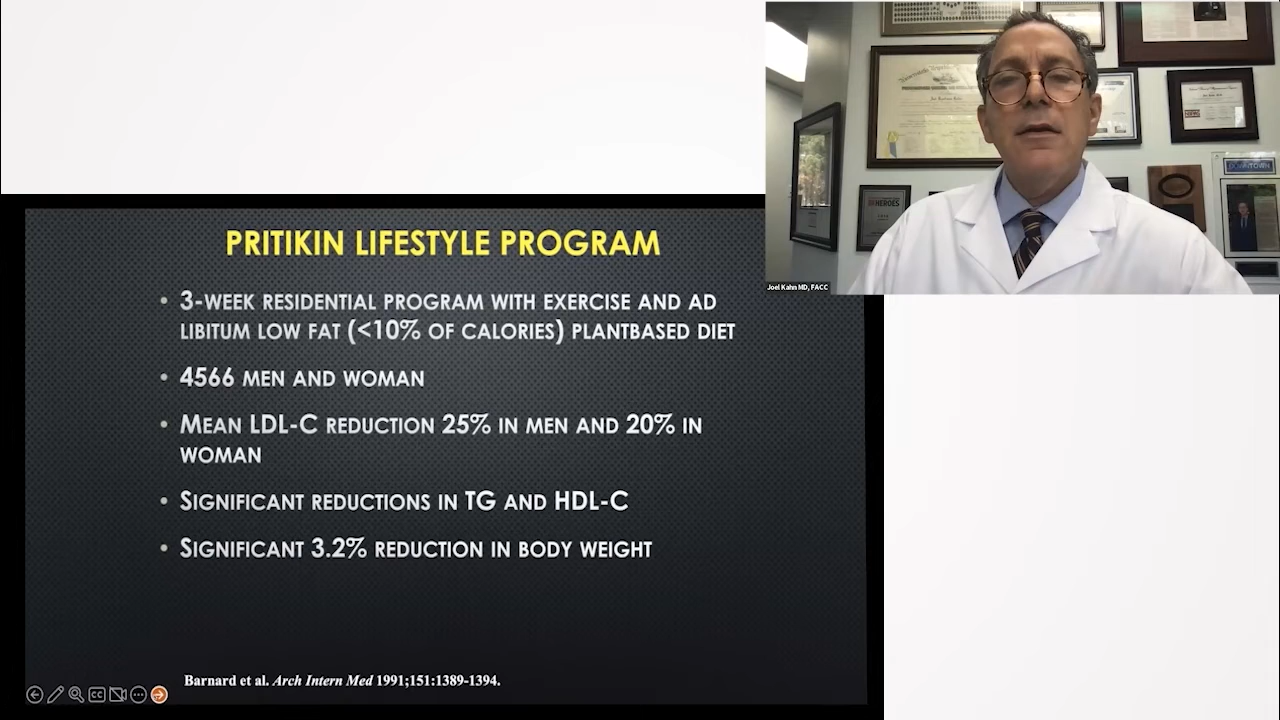 PRITIKIN LIFESTYLE PROGRAM
• 3-WEEK RESIDENTIAL PROGRAM WITH EXERCISE AND AD
LIBITUM LOW FAT (<10% OF CALORIES) PLANTBASED DIET
• 4566 MEN AND WOMAN
• MEAN LDL-C REDUCTION 25% IN MEN AND 20% IN
WOMAN
• SIGNIFICANT REDUCTIONS IN TG AND HDL-C
• SIGNIFICANT 3.2% REDUCTION IN BODY WEIGHT
Barnard et al. Arch Intern Med 1991;151:1389-1394.
CC
Joel Kahn MD, FACC
HEROES
DOWNTOWN